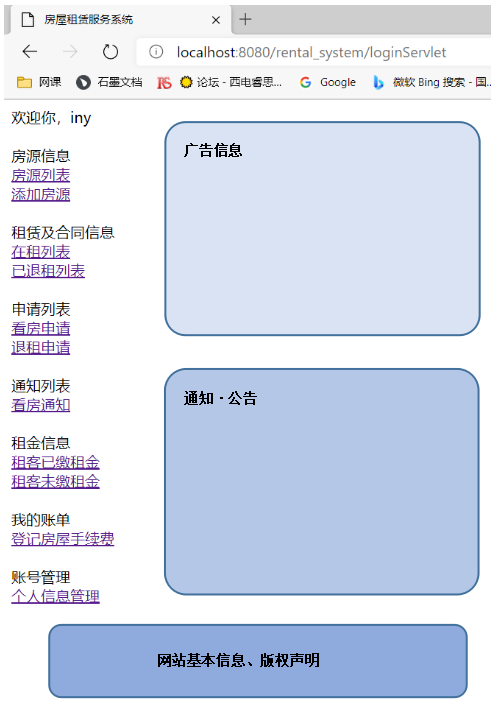 房屋租赁服务系统
localhost:8080/rental_system/loginServlet
网课 石墨文档 论坛 - 西电睿思... Google 微软 Bing 搜索 - 国...
欢迎你，iny
房源信息
房源列表
添加房源
租赁及合同信息
在租列表
已退租列表
申请列表
看房申请
退租申请
通知列表
看房通知
租金信息
租客已缴租金
租客未缴租金
我的账单
登记房屋手续费
账号管理
个人信息管理
广告信息
通知·公告
网站基本信息、版权声明